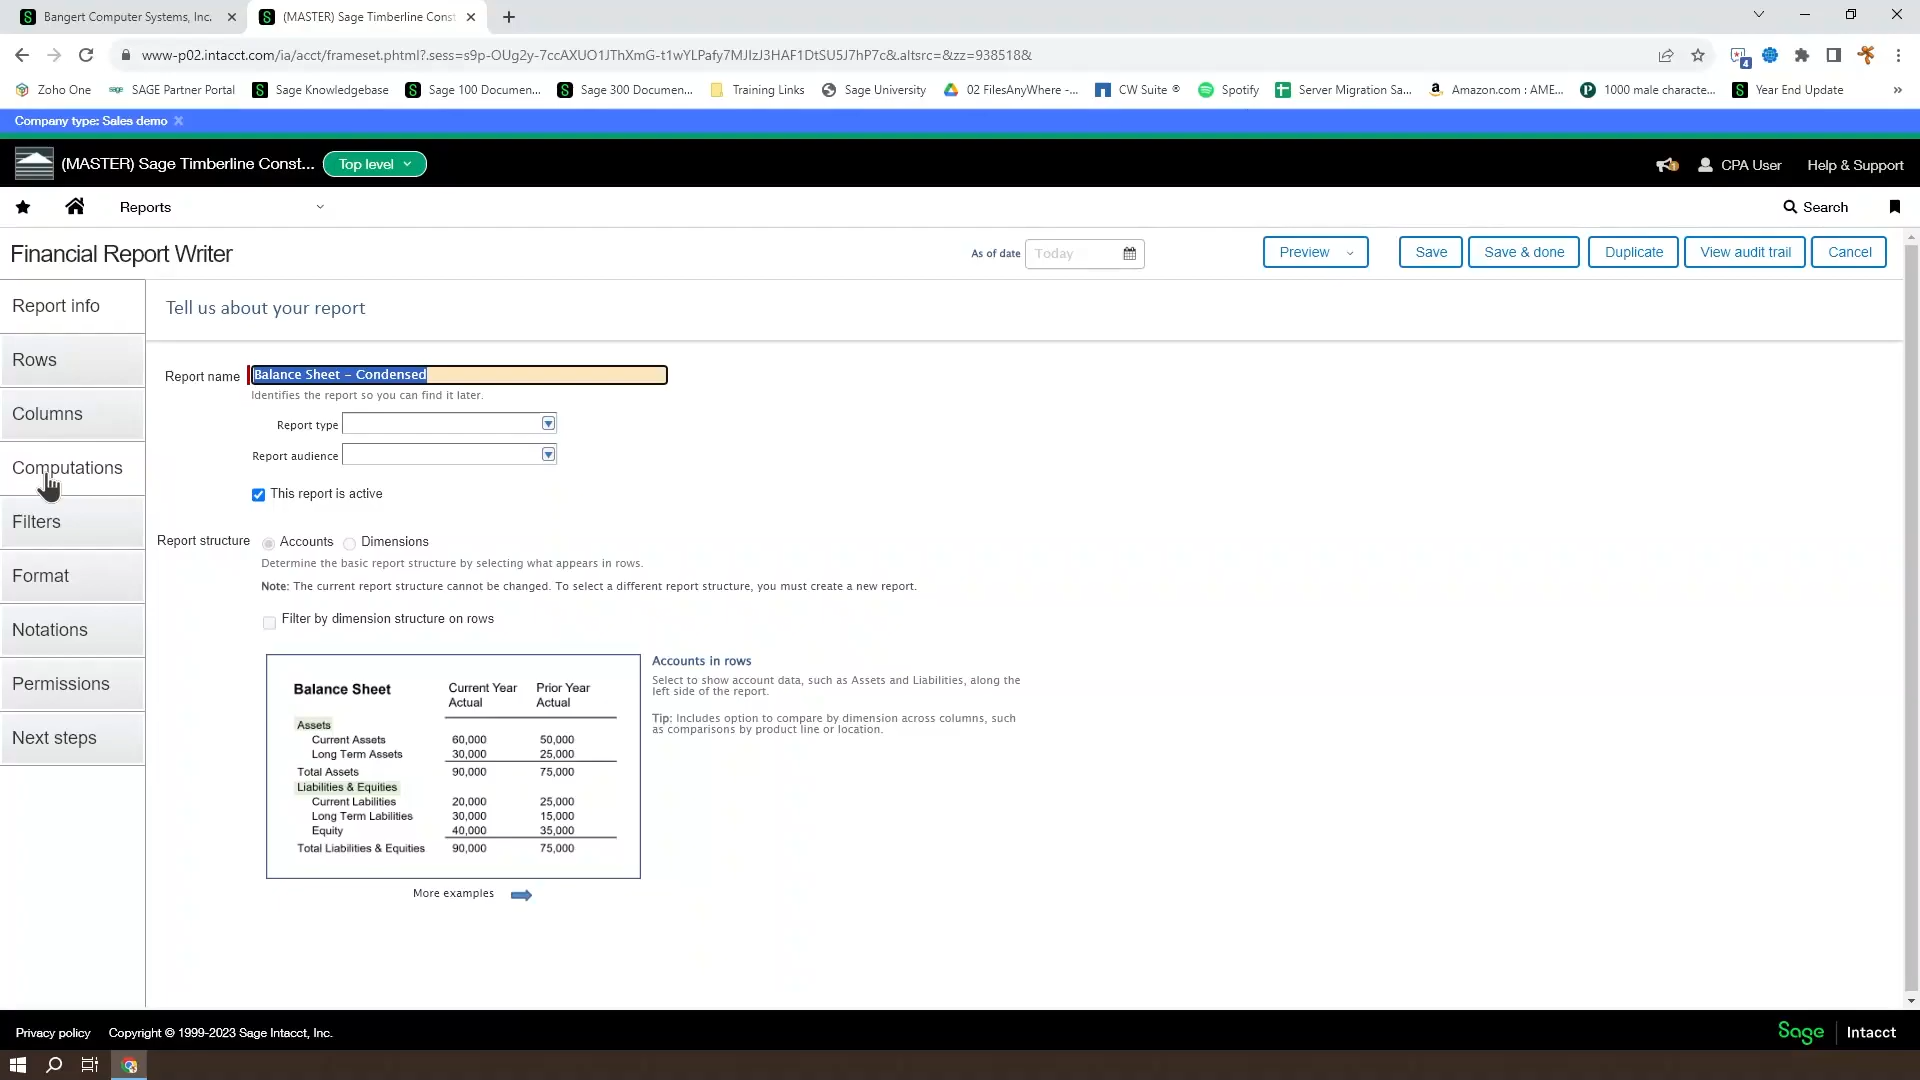 Bangert Computer Systems, Inc.
(MASTER) Sage Timberline Const
www-p02.intacct.com/ia/acct/frameset.phtml?.sess=s9p-OUg2y-7ccAXUO1JThXmG-t1wYLPafy7MJIzJ3HAF1DtSU5J7hP7c&.altsrc=&zz=938518&
4
Zoho One
SAGE Partner Portal
Sage Knowledgebase
Sage 100 Documen...
Sage 300 Documen...
Training Links
Sage University
02 FilesAnyWhere -...
CW Suite ®
Spotify
Server Migration Sa...
Amazon.com : AME...
1000 male characte...
Year End Update
»
Company type: Sales demo
(MASTER) Sage Timberline Const...
Top level
1
CPA User
Help & Support
Reports
Search
Financial Report Writer
As of date
Today
Preview
Save
Save & done
Duplicate
View audit trail
Cancel
Report info
Rows
Columns
Computations
Filters
Format
Notations
Permissions
Next steps
Tell us about your report
Report name
Balance Sheet – Condensed
Identifies the report so you can find it later.
Report type
Report audience
This report is active
Report structure
Accounts
Dimensions
Determine the basic report structure by selecting what appears in rows.
Note: The current report structure cannot be changed. To select a different report structure, you must create a new report.
Filter by dimension structure on rows
Balance Sheet
Current Year
Actual
Prior Year
Actual
Assets
Current Assets 60,000 50,000
Long Term Assets 30,000 25,000
Total Assets 90,000 75,000
Liabilities & Equities
Current Labilities 20,000 25,000
Long Term Labilities 30,000 15,000
Equity 40,000 35,000
Total Liabilities & Equities 90,000 75,000
More examples
Accounts in rows
Select to show account data, such as Assets and Liabilities, along the
left side of the report.
Tip: Includes option to compare by dimension across columns, such
as comparisons by product line or location.
Privacy policy
Copyright © 1999-2023 Sage Intacct, Inc.
Sage
Intacct